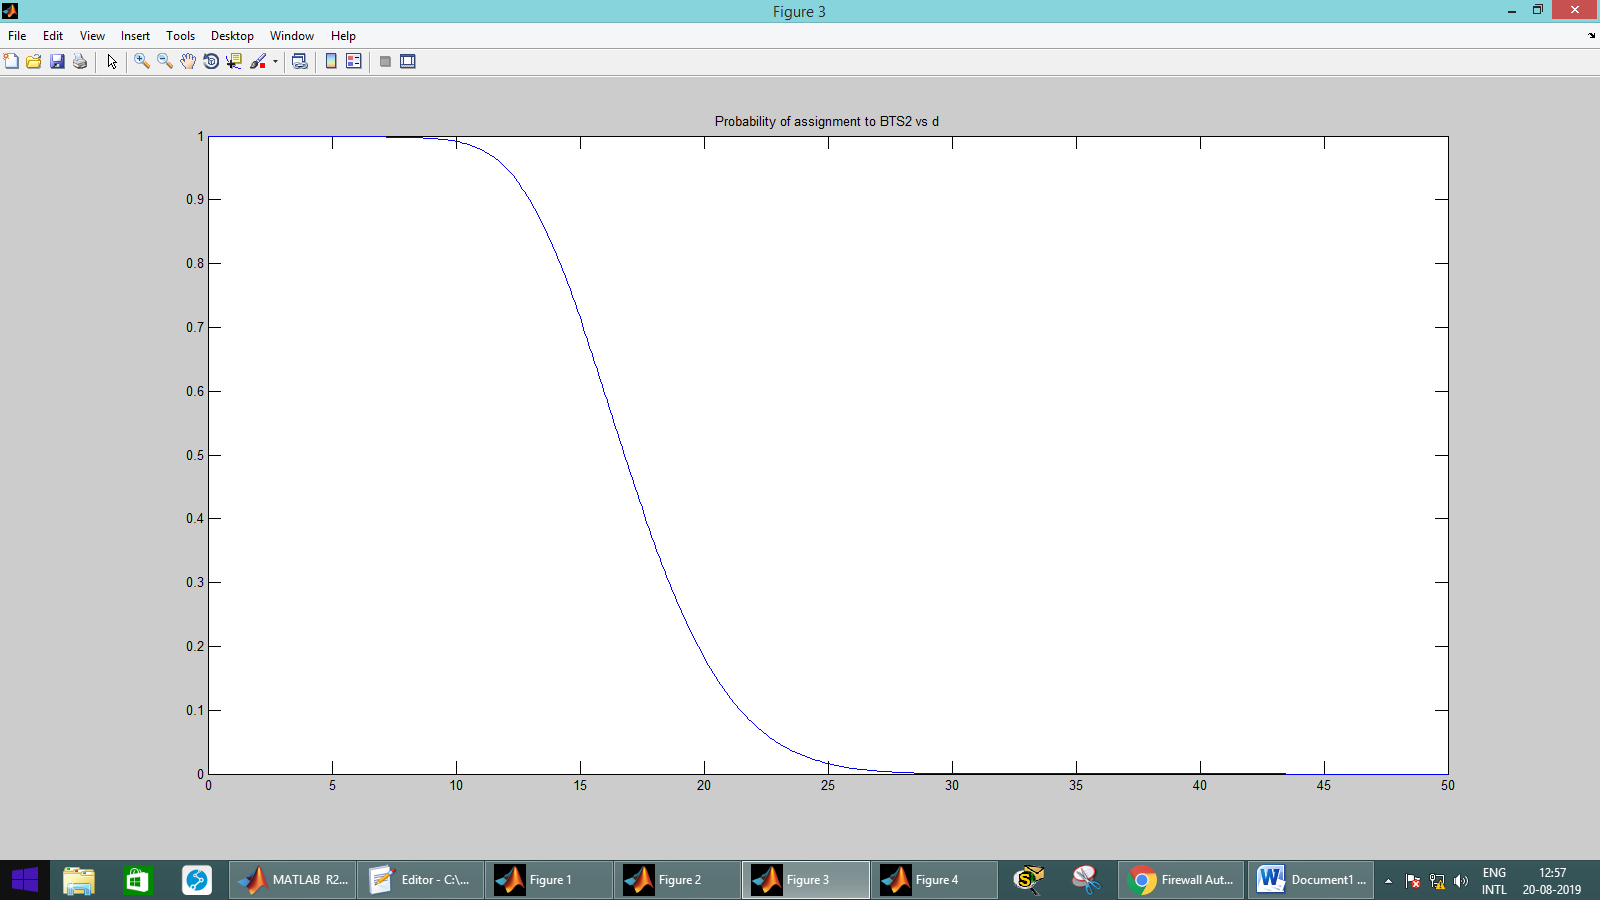 Figure 3
File Edit View Insert Tools Desktop Window Help
Probability of assignment to BTS2 vs d
1
0.9
0.8
0.7
0.6
0.5
0.4
0.3
0.2
0.1
0
0 5 10 15 20 25 30 35 40 45 50
MATLAB R2... Editor - C:\... Figure 1 Figure 2 Figure 3 Figure 4 Firewall Aut... Document1 ... ENG 12:57
INTL 20-08-2019